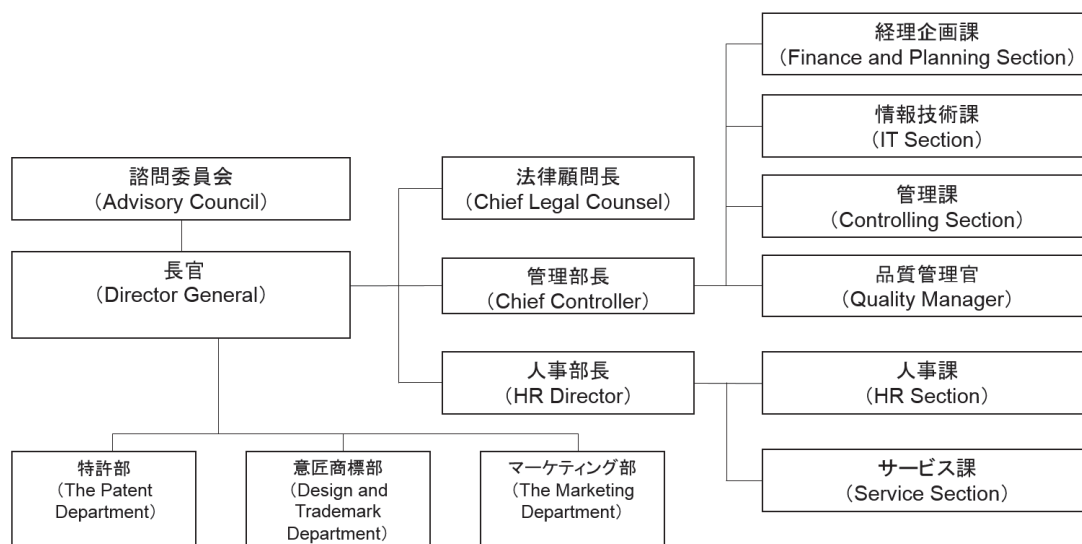 諮問委員会
（Advisory Council）
長官
（Director General）
法律顧問長
（Chief Legal Counsel）
管理部長
（Chief Controller）
人事部長
（HR Director）
経理企画課
（Finance and Planning Section）
情報技術課
（IT Section）
管理課
（Controlling Section）
品質管理官
（Quality Manager）
人事課
（HR Section）
サービス課
（Service Section）
特許部
（The Patent
Department）
意匠商標部
（Design and
Trademark
Department）
マーケティング部
（The Marketing
Department）